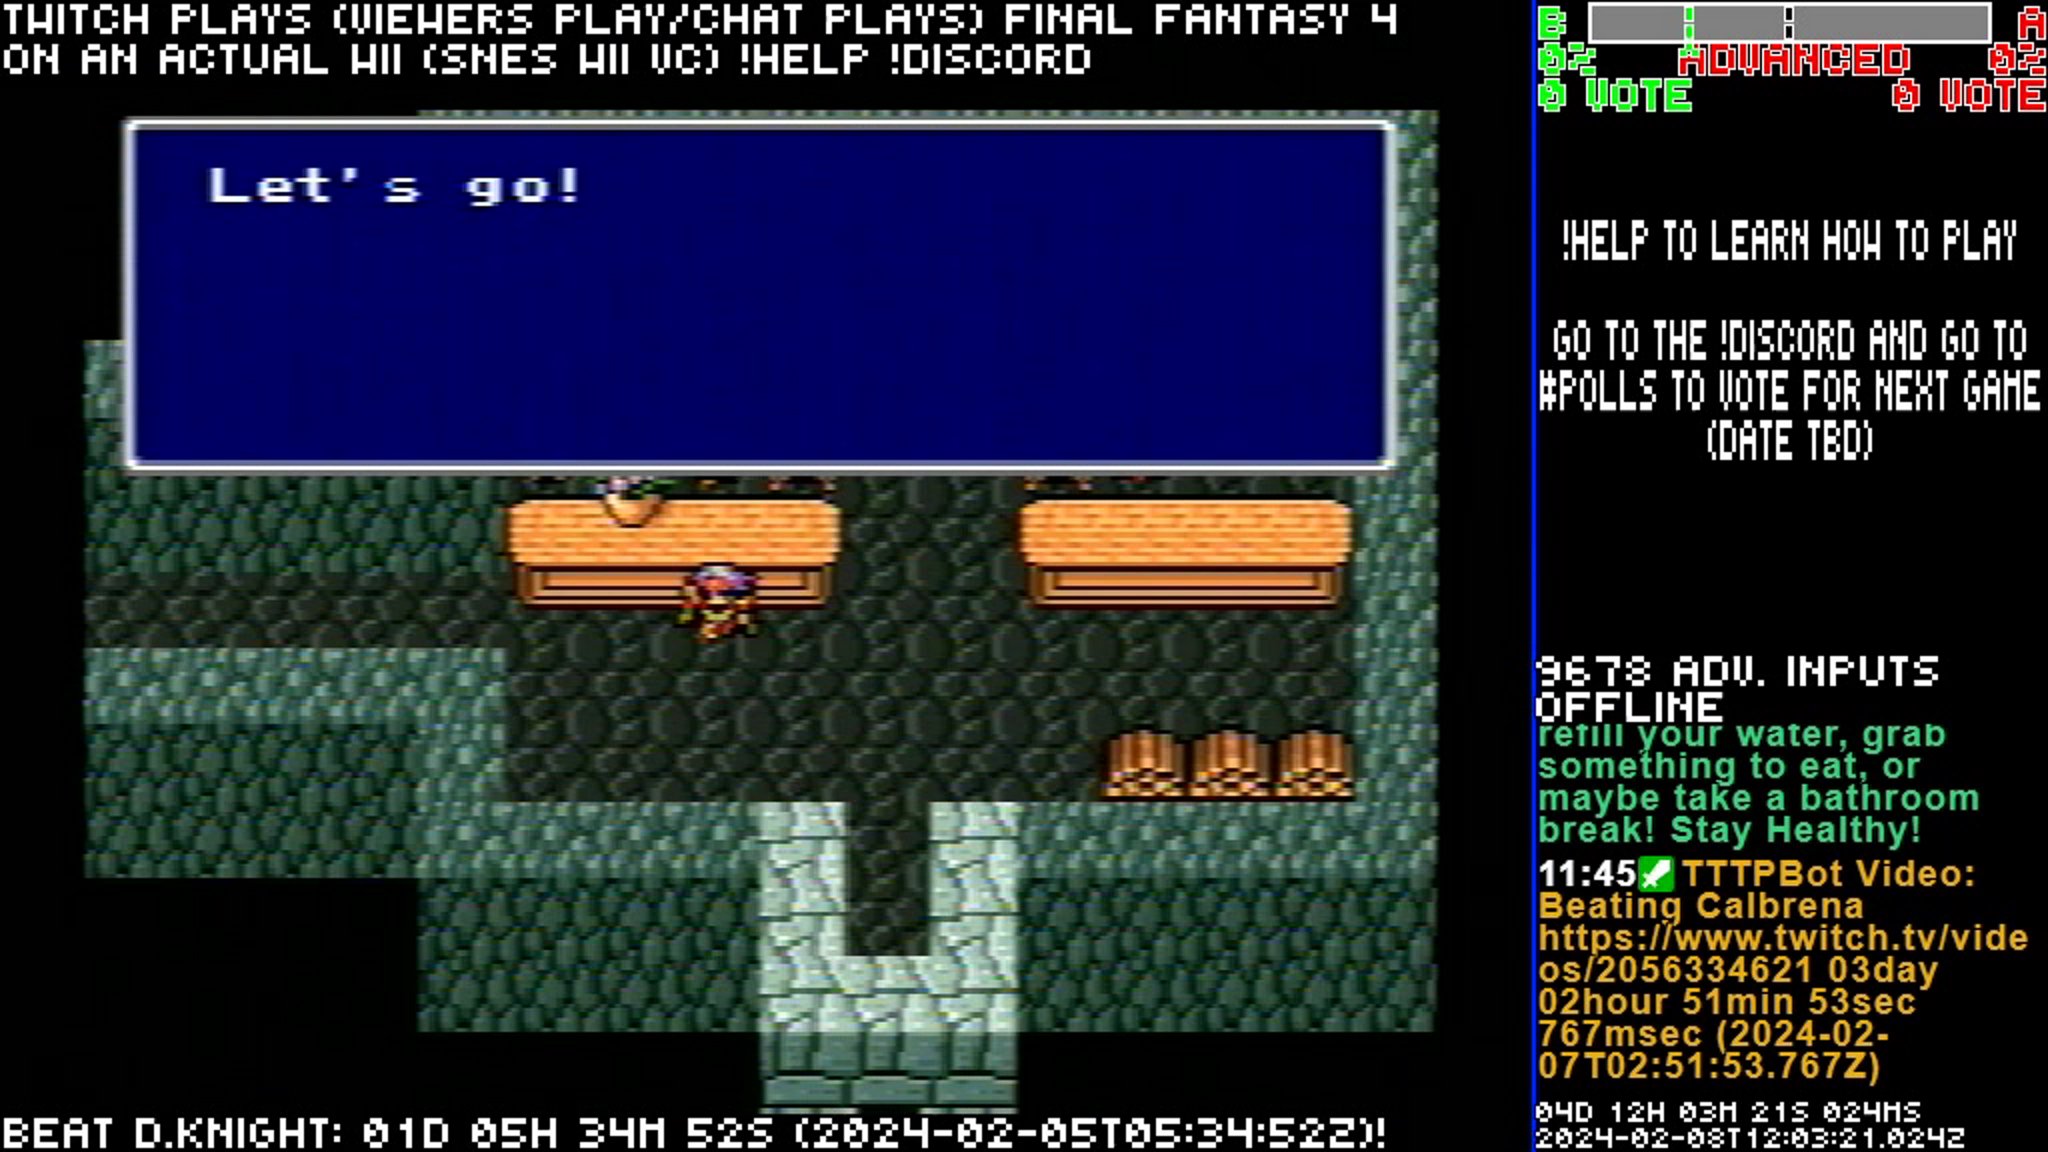 TWITCH PLAYS (VIEWERS PLAY/CHAT PLAYS) FINAL FANTASY 4
ON AN ACTUAL WII (SNES WII VC) !HELP !DISCORD
Let's go!
BEAT D.KNIGHT: 01D 05H 34M 52S (2024-02-05T05:34:52Z)!
B A
0% ADVANCED 0%
0 VOTE 0 VOTE
!HELP TO LEARN HOW TO PLAY
GO TO THE !DISCORD AND GO TO
#POLLS TO VOTE FOR NEXT GAME
(DATE TBD)
9678 ADV. INPUTS
OFFLINE
refill your water, grab
something to eat, or
maybe take a bathroom
break! Stay Healthy!
11:45 TTTPBot Video:
Beating Calbrena
https://www.twitch.tv/vide
os/2056334621 03day
02hour 51min 53sec
767msec (2024-02-
07T02:51:53.767Z)
04D 12H 03M 21S 024MS
2024-02-08T12:03:21.024Z